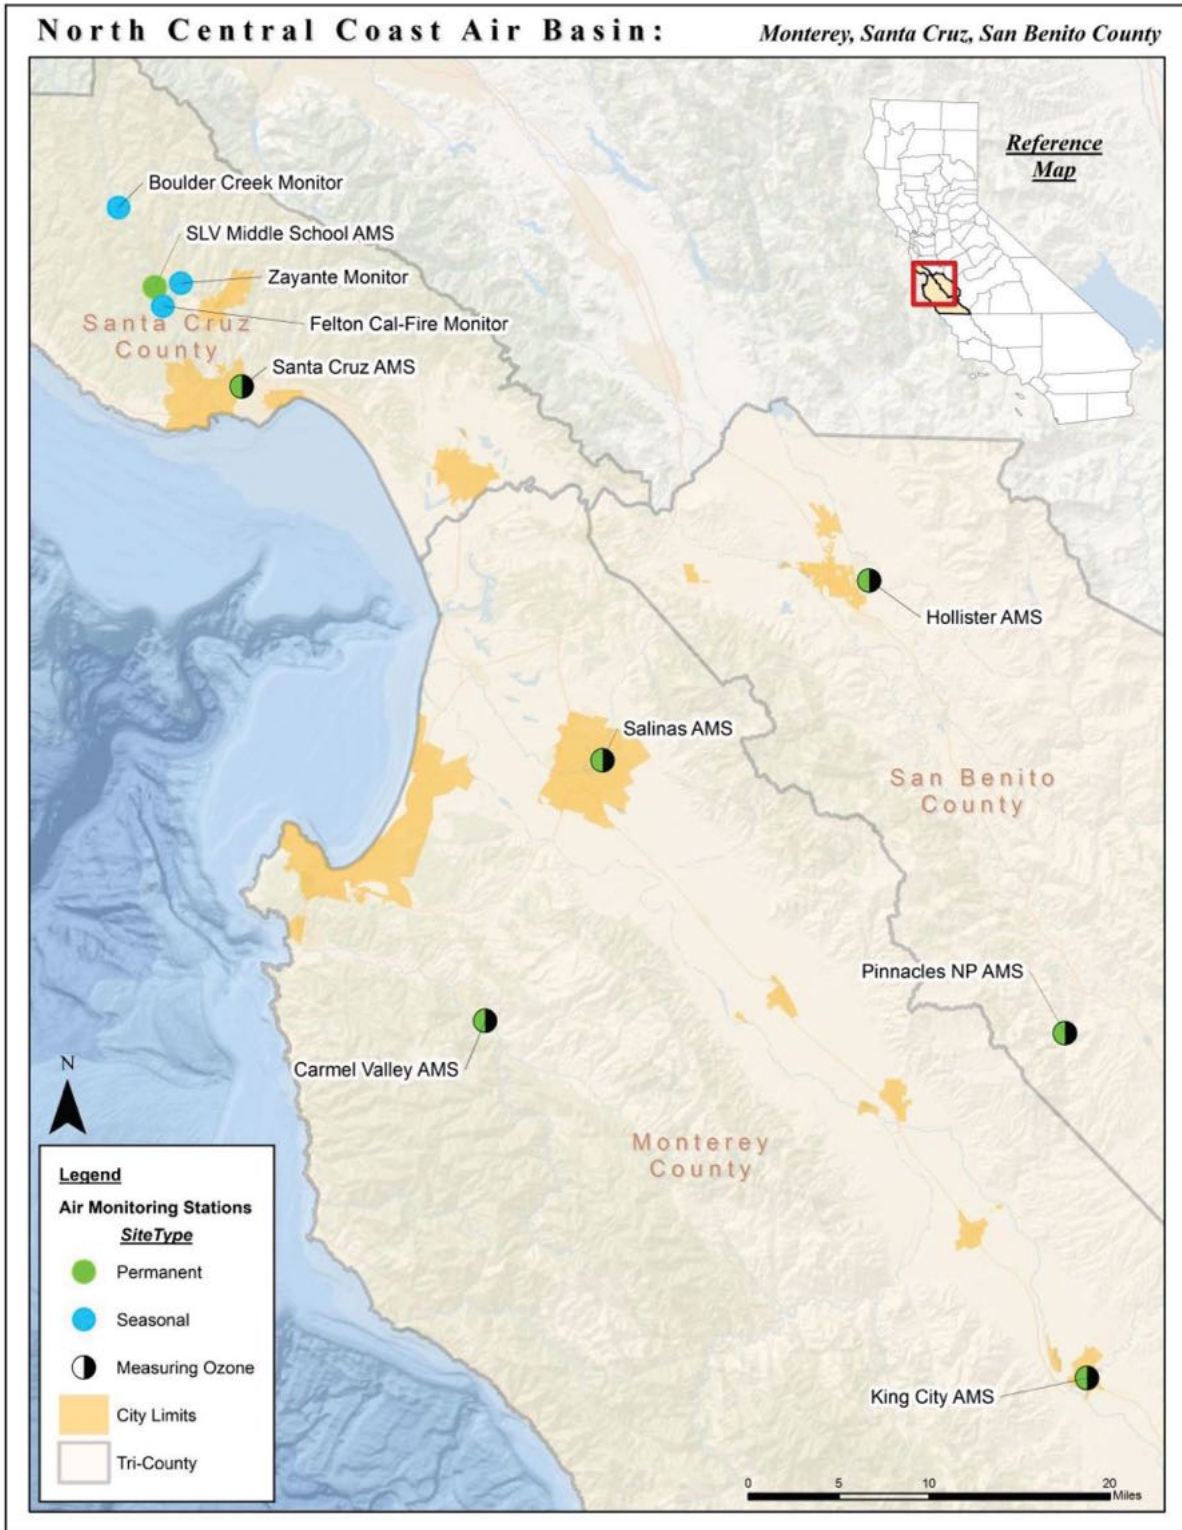 North Central Coast Air Basin:
Monterey, Santa Cruz, San Benito County
Reference
Map
Boulder Creek Monitor
SLV Middle School AMS
Zayante Monitor
Felton Cal-Fire Monitor
Santa Cruz
County
Santa Cruz AMS
Hollister AMS
Salinas AMS
San Benito
County
Pinnacles NP AMS
Carmel Valley AMS
Monterey
County
King City AMS
N
Legend
Air Monitoring Stations
SiteType
Permanent
Seasonal
Measuring Ozone
City Limits
Tri-County
0 5 10 20
Miles